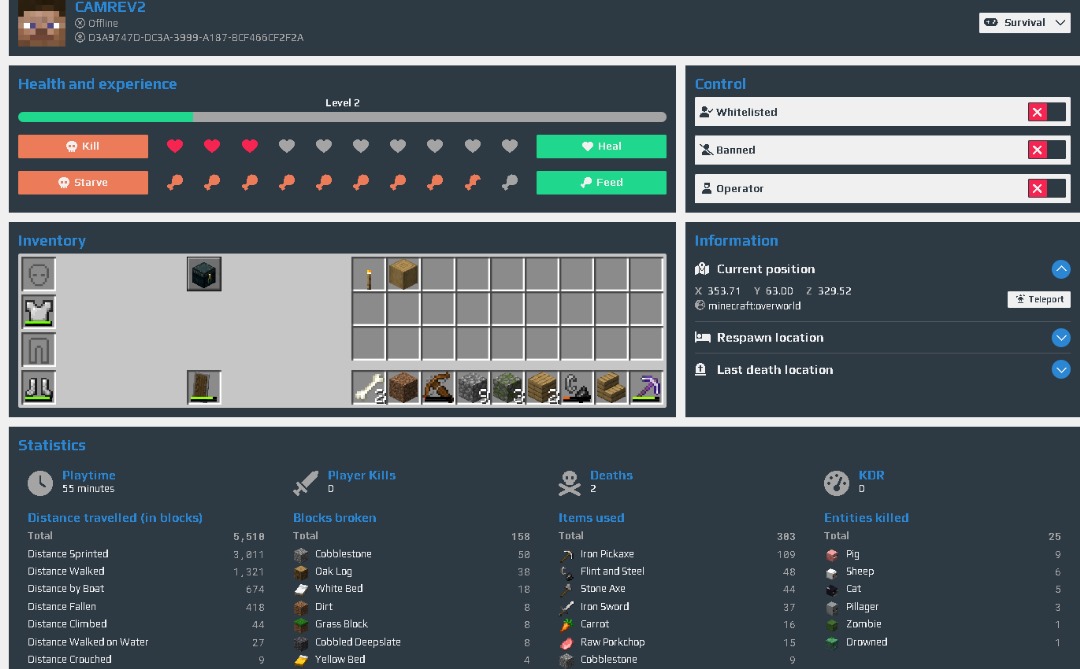 CAMREV2
Offline
D3A9747D-DC3A-3999-A187-BCF466CF2F2A
Survival
Health and experience
Level 2
Kill
Heal
Starve
Feed
Control
Whitelisted
Banned
Operator
Inventory
2 9 3 2
Information
Current position
X 353.71 Y 63.00 Z 329.52
minecraft:overworld
Teleport
Respawn location
Last death location
Statistics
Playtime
55 minutes
Player Kills
0
Deaths
2
KDR
0
Distance travelled (in blocks)
Total 5,510
Distance Sprinted 3,011
Distance Walked 1,321
Distance by Boat 674
Distance Fallen 418
Distance Climbed 44
Distance Walked on Water 27
Distance Crouched 9
Blocks broken
Total 158
Cobblestone 50
Oak Log 38
White Bed 18
Dirt 8
Grass Block 8
Cobbled Deepslate 8
Yellow Bed 4
Items used
Total 303
Iron Pickaxe 109
Flint and Steel 48
Stone Axe 44
Iron Sword 37
Carrot 16
Raw Porkchop 15
Cobblestone 9
Entities killed
Total 25
Pig 9
Sheep 6
Cat 5
Pillager 3
Zombie 1
Drowned 1